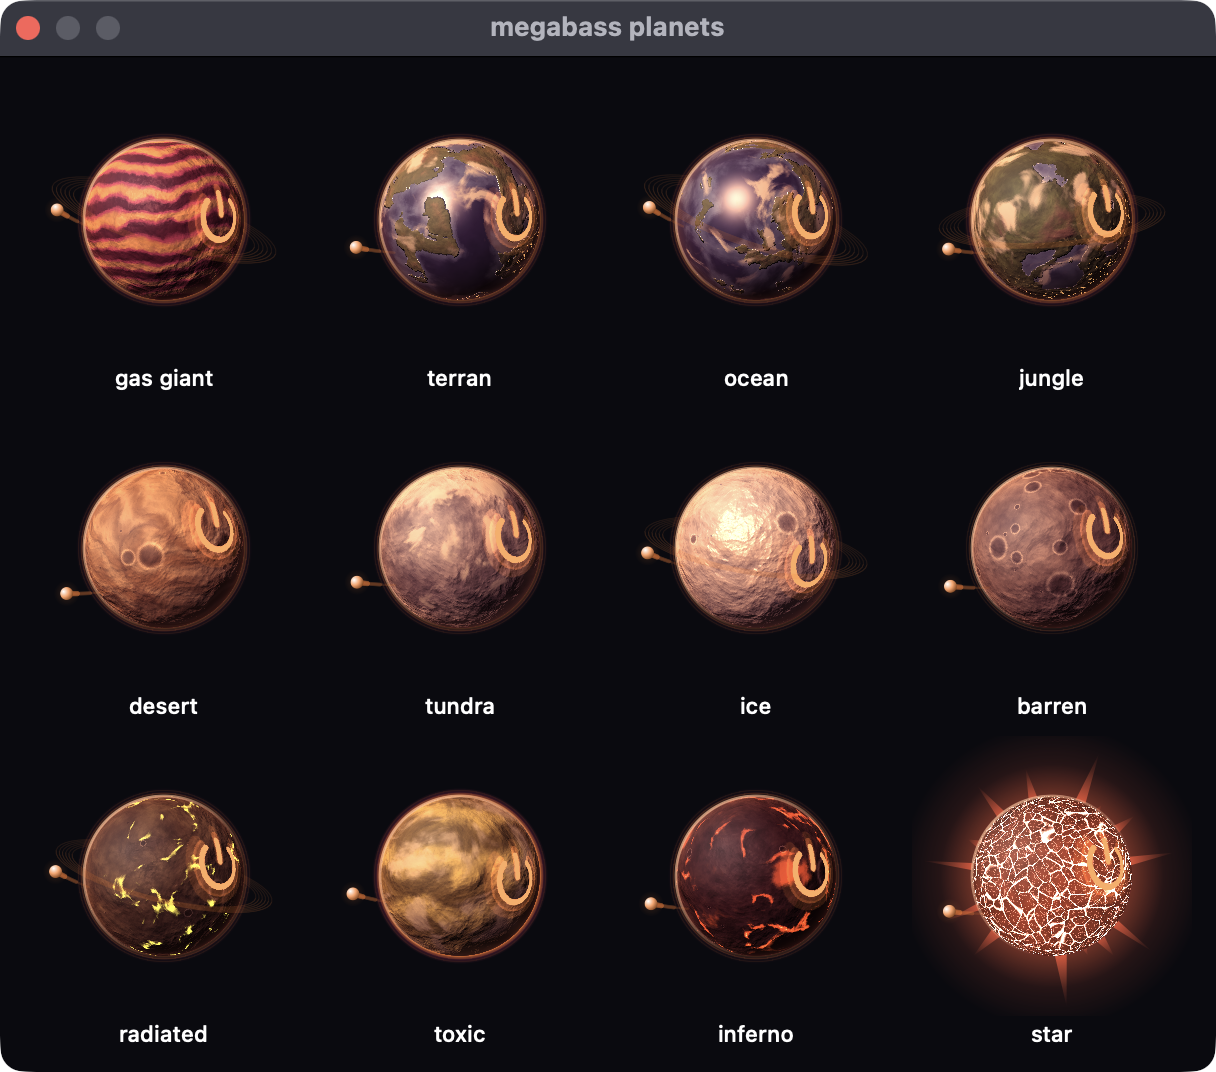 megabass planets
gas giant
terran
ocean
jungle
desert
tundra
ice
barren
radiated
toxic
inferno
star